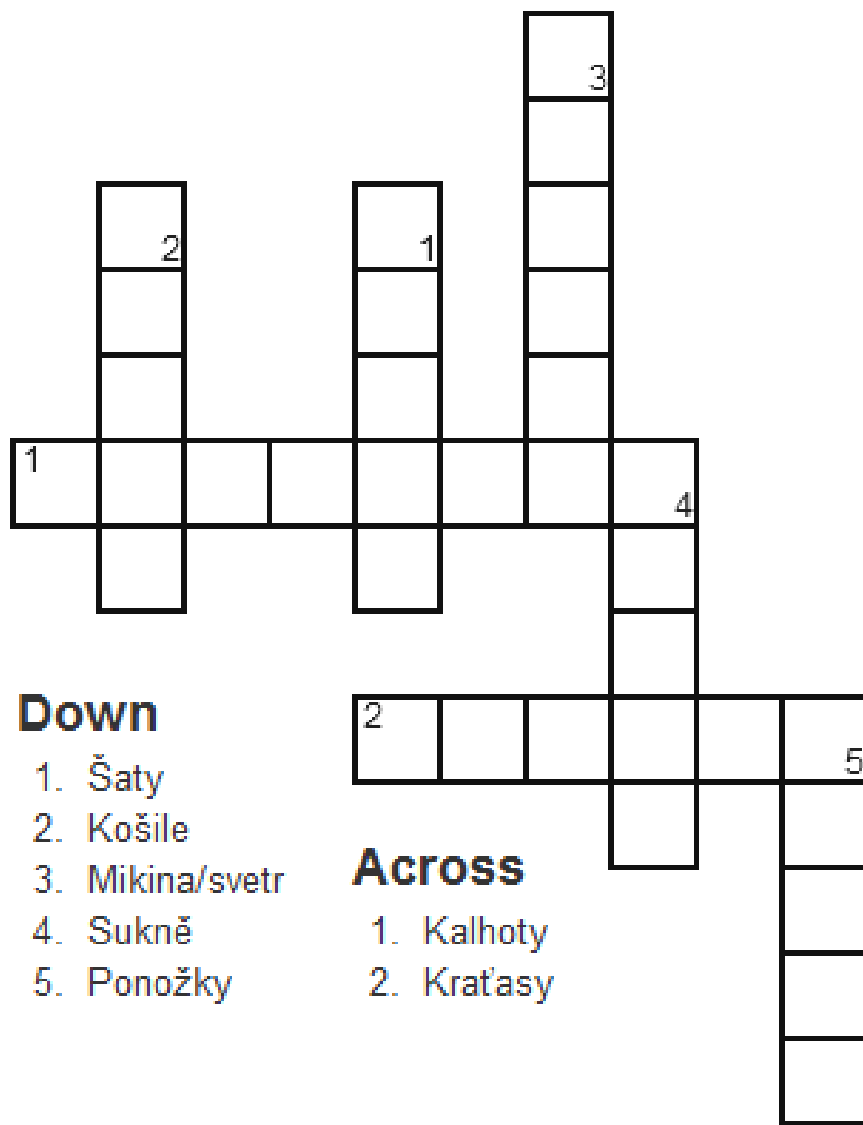 3
2 1
1
4
2
5
Down
1. Šaty
2. Košile
3. Mikina/svetr
4. Sukně
5. Ponožky
Across
1. Kalhoty
2. Kraťasy